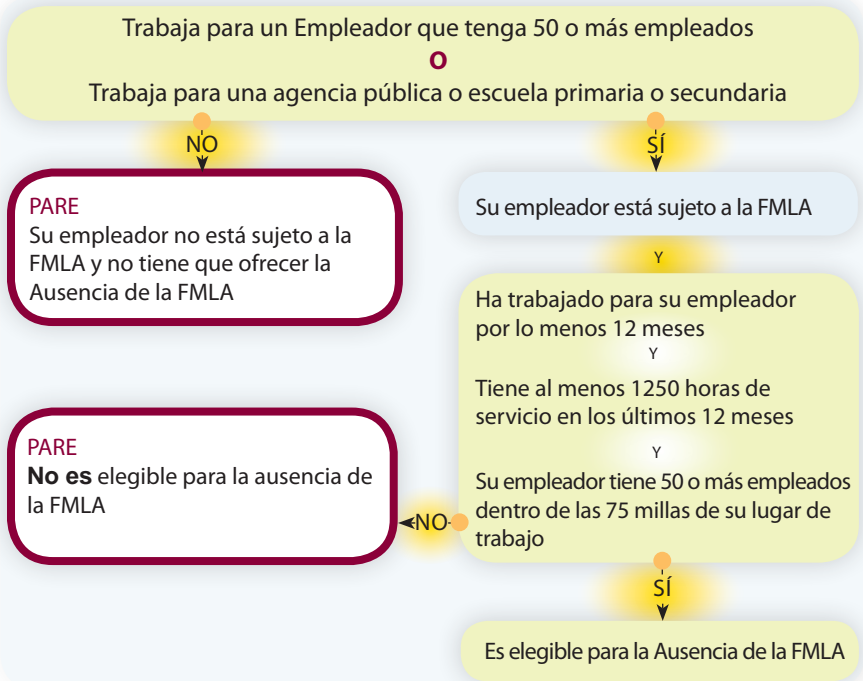 Trabaja para un Empleador que tenga 50 o más empleados
O
Trabaja para una agencia pública o escuela primaria o secundaria
NO
SÍ
PARE
Su empleador no está sujeto a la
FMLA y no tiene que ofrecer la
Ausencia de la FMLA
Su empleador está sujeto a la FMLA
Y
Ha trabajado para su empleador
por lo menos 12 meses
Y
Tiene al menos 1250 horas de
servicio en los últimos 12 meses
Y
Su empleador tiene 50 o más empleados
dentro de las 75 millas de su lugar de
trabajo
NO
PARE
No es elegible para la ausencia de
la FMLA
SÍ
Es elegible para la Ausencia de la FMLA